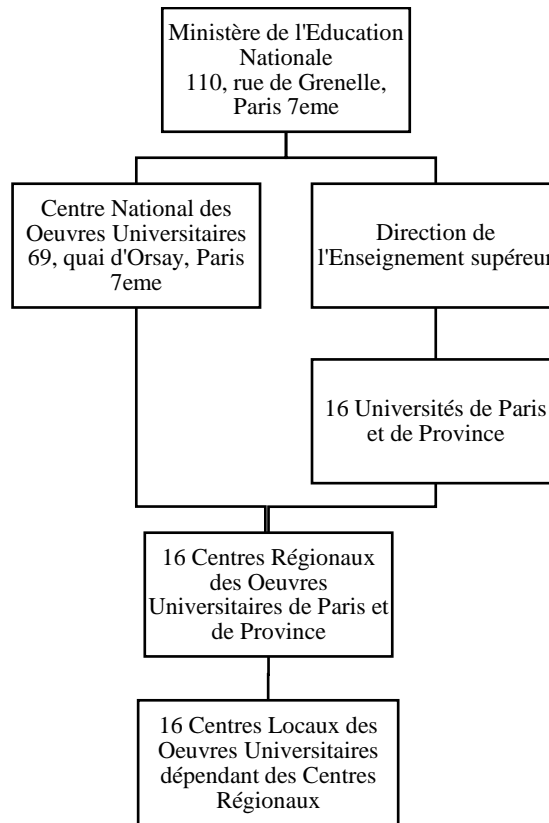 Ministère de l'Education
Nationale
110, rue de Grenelle,
Paris 7eme
Centre National des
Oeuvres Universitaires
69, quai d'Orsay, Paris
7eme
Direction de
l'Enseignement supéreur
16 Universités de Paris
et de Province
16 Centres Régionaux
des Oeuvres
Universitaires de Paris et
de Province
16 Centres Locaux des
Oeuvres Universitaires
dépendant des Centres
Régionaux